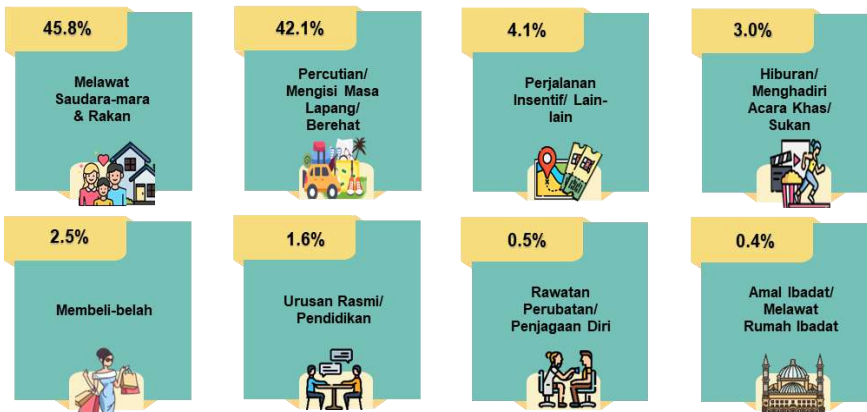 45.8%
Melawat
Saudara-mara
& Rakan
42.1%
Percutian/
Mengisi Masa
Lapang/
Berehat
4.1%
Perjalanan
Insentif/ Lain-
lain
3.0%
Hiburan/
Menghadiri
Acara Khas/
Sukan
2.5%
Membeli-belah
1.6%
Urusan Rasmi/
Pendidikan
0.5%
Rawatan
Perubatan/
Penjagaan Diri
0.4%
Amal Ibadat/
Melawat
Rumah Ibadat